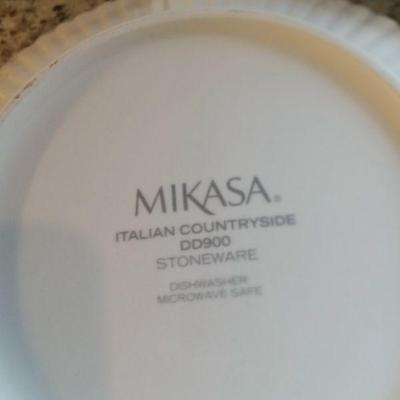 MIKASA®
ITALIAN COUNTRYSIDE
DD900
STONEWARE
DISHWASHER
MICROWAVE SAFE